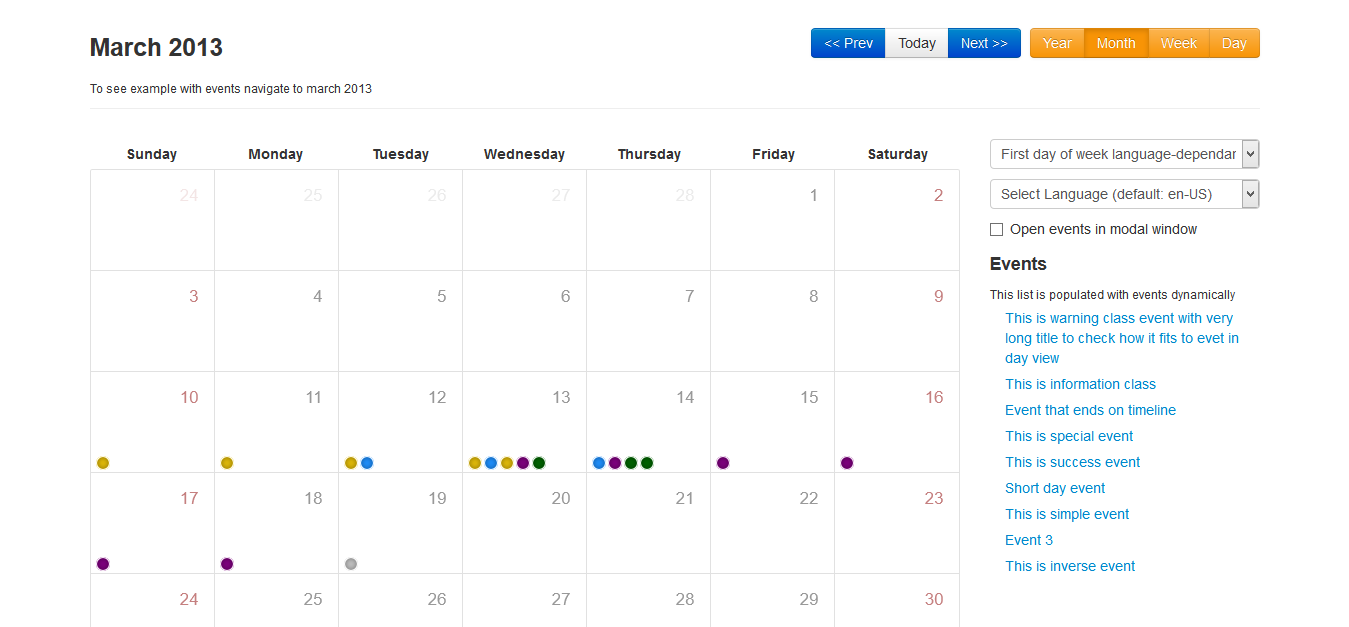 March 2013
<< Prev Today Next >> Year Month Week Day
To see example with events navigate to march 2013
Sunday Monday Tuesday Wednesday Thursday Friday Saturday
24 25 26 27 28 1 2
3 4 5 6 7 8 9
10 11 12 13 14 15 16
17 18 19 20 21 22 23
24 25 26 27 28 29 30
First day of week language-dependar
Select Language (default: en-US)
Open events in modal window
Events
This list is populated with events dynamically
This is warning class event with very
long title to check how it fits to evet in
day view
This is information class
Event that ends on timeline
This is special event
This is success event
Short day event
This is simple event
Event 3
This is inverse event